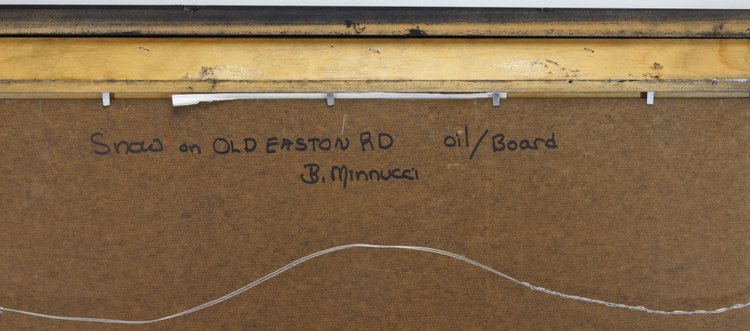 Snow on OLD EASTON RD oil/Board
B. Minnucci